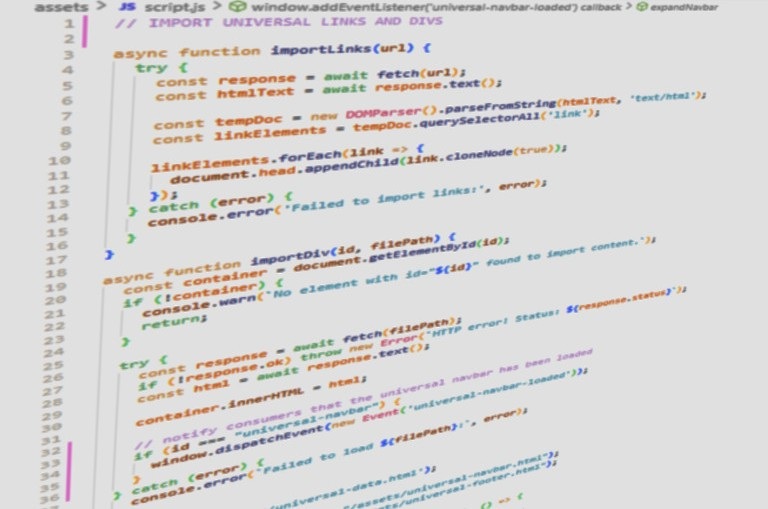 assets > JS script.js > window.addEventListener('universal-navbar-loaded') callback > expandNavbar
1 // IMPORT UNIVERSAL LINKS AND DIVS
2
3 async function importLinks(url) {
4 try {
5 const response = await fetch(url);
6 const htmlText = await response.text();
7
8 const tempDoc = new DOMParser().parseFromString(htmlText, 'text/html');
9 const linkElements = tempDoc.querySelectorAll('link');
10
11 linkElements.forEach(link => {
12 document.head.appendChild(link.cloneNode(true));
13 });
14 } catch (error) {
15 console.error('Failed to import links:', error);
16 }
17 }
18 async function importDiv(id, filePath) {
19 const container = document.getElementById(id);
20 if (!container) {
21 console.warn(`No element with id="${id}" found to import content.`);
22 return;
23 }
24 try {
25 const response = await fetch(filePath);
26 if (!response.ok) throw new Error(`HTTP error! Status: ${response.status}`);
27 const html = await response.text();
28
29 container.innerHTML = html;
30
31 // notify consumers that the universal navbar has been loaded
32 if (id === "universal-navbar") {
33 window.dispatchEvent(new Event('universal-navbar-loaded'));
34 }
35 } catch (error) {
36 console.error(`Failed to load ${filePath}:`, error);
}
/universal-data.html');
"/assets/universal-navbar.html");
/assets/universal-footer.html");
() => {